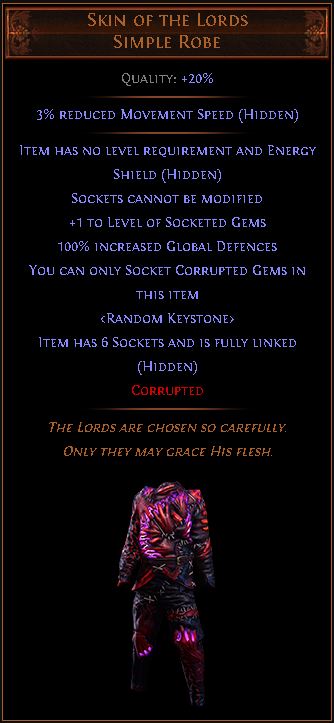 Skin of the Lords
Simple Robe
Quality: +20%
3% reduced Movement Speed (Hidden)
Item has no level requirement and Energy
Shield (Hidden)
Sockets cannot be modified
+1 to Level of Socketed Gems
100% increased Global Defences
You can only Socket Corrupted Gems in
this item
<Random Keystone>
Item has 6 Sockets and is fully linked
(Hidden)
Corrupted
The Lords are chosen so carefully.
Only they may grace His flesh.